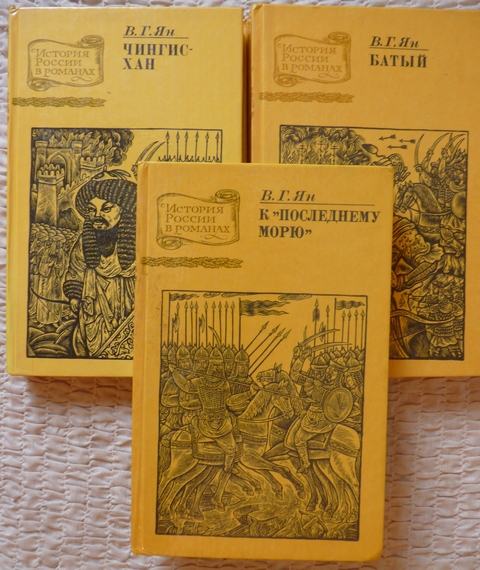 В.Г.Ян
ЧИНГИС-
ХАН
ИСТОРИЯ
РОССИИ
В РОМАНАХ
В.Г.Ян
БАТЫЙ
ИСТОРИЯ
РОССИИ
В РОМАНАХ
В.Г.Ян
К "ПОСЛЕДНЕМУ
МОРЮ"
ИСТОРИЯ
РОССИИ
В РОМАНАХ